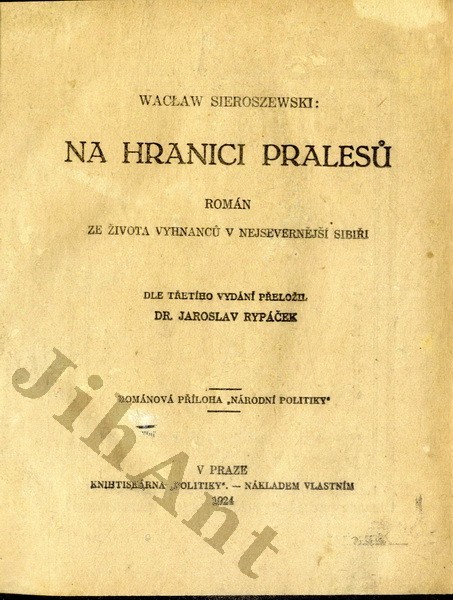 WACŁAW SIEROSZEWSKI:
NA HRANICI PRALESŮ
ROMÁN
ZE ŽIVOTA VYHNANCŮ V NEJSEVERNĚJŠÍ SIBIŘI
DLE TŘETÍHO VYDÁNÍ PŘELOŽIL
DR. JAROSLAV RYPÁČEK
ROMÁNOVÁ PŘÍLOHA „NÁRODNÍ POLITIKY“
V PRAZE
KNIHTISKÁRNA „POLITIKY“. — NÁKLADEM VLASTNÍM
1924
JihAnt